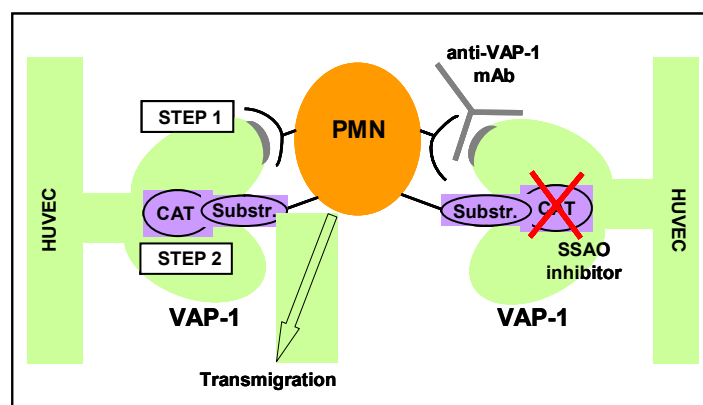 anti-VAP-1
mAb
STEP 1
PMN
HUVEC
CAT
Substr.
Substr.
CAT
HUVEC
STEP 2
SSAO
inhibitor
VAP-1
VAP-1
Transmigration